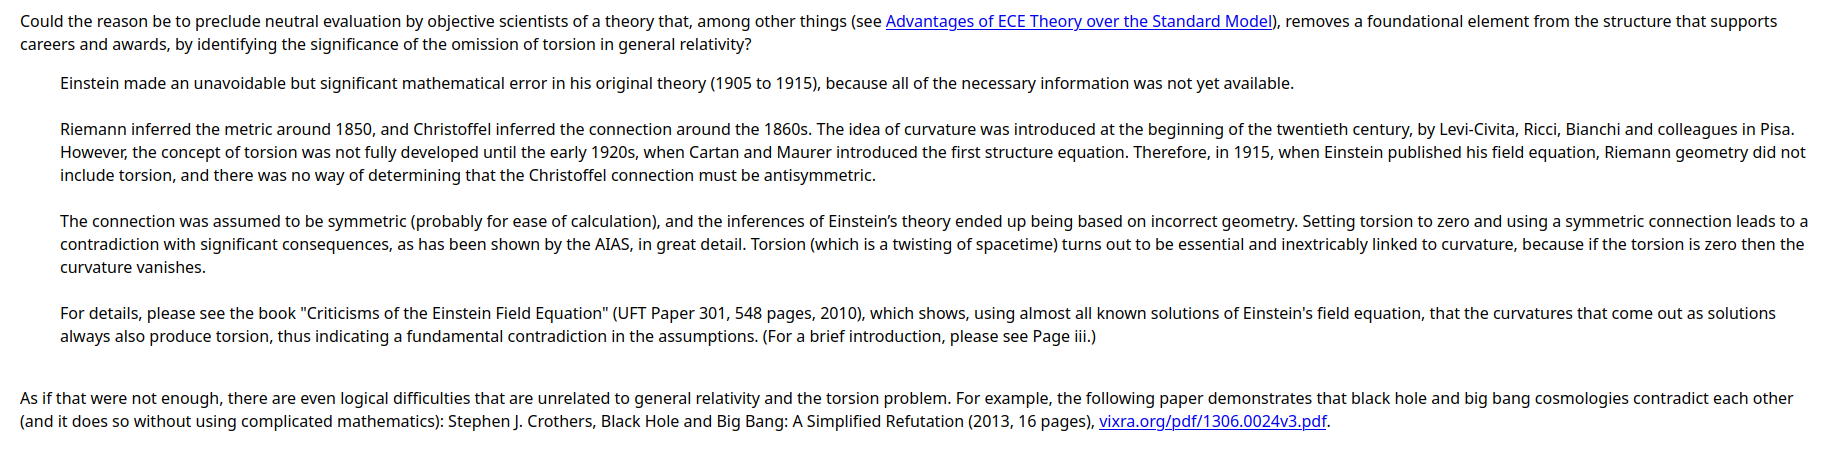 Could the reason be to preclude neutral evaluation by objective scientists of a theory that, among other things (see Advantages of ECE Theory over the Standard Model), removes a foundational element from the structure that supports
careers and awards, by identifying the significance of the omission of torsion in general relativity?
Einstein made an unavoidable but significant mathematical error in his original theory (1905 to 1915), because all of the necessary information was not yet available.
Riemann inferred the metric around 1850, and Christoffel inferred the connection around the 1860s. The idea of curvature was introduced at the beginning of the twentieth century, by Levi-Civita, Ricci, Bianchi and colleagues in Pisa.
However, the concept of torsion was not fully developed until the early 1920s, when Cartan and Maurer introduced the first structure equation. Therefore, in 1915, when Einstein published his field equation, Riemann geometry did not
include torsion, and there was no way of determining that the Christoffel connection must be antisymmetric.
The connection was assumed to be symmetric (probably for ease of calculation), and the inferences of Einstein’s theory ended up being based on incorrect geometry. Setting torsion to zero and using a symmetric connection leads to a
contradiction with significant consequences, as has been shown by the AIAS, in great detail. Torsion (which is a twisting of spacetime) turns out to be essential and inextricably linked to curvature, because if the torsion is zero then the
curvature vanishes.
For details, please see the book "Criticisms of the Einstein Field Equation" (UFT Paper 301, 548 pages, 2010), which shows, using almost all known solutions of Einstein's field equation, that the curvatures that come out as solutions
always also produce torsion, thus indicating a fundamental contradiction in the assumptions. (For a brief introduction, please see Page iii.)
As if that were not enough, there are even logical difficulties that are unrelated to general relativity and the torsion problem. For example, the following paper demonstrates that black hole and big bang cosmologies contradict each other
(and it does so without using complicated mathematics): Stephen J. Crothers, Black Hole and Big Bang: A Simplified Refutation (2013, 16 pages), vixra.org/pdf/1306.0024v3.pdf.